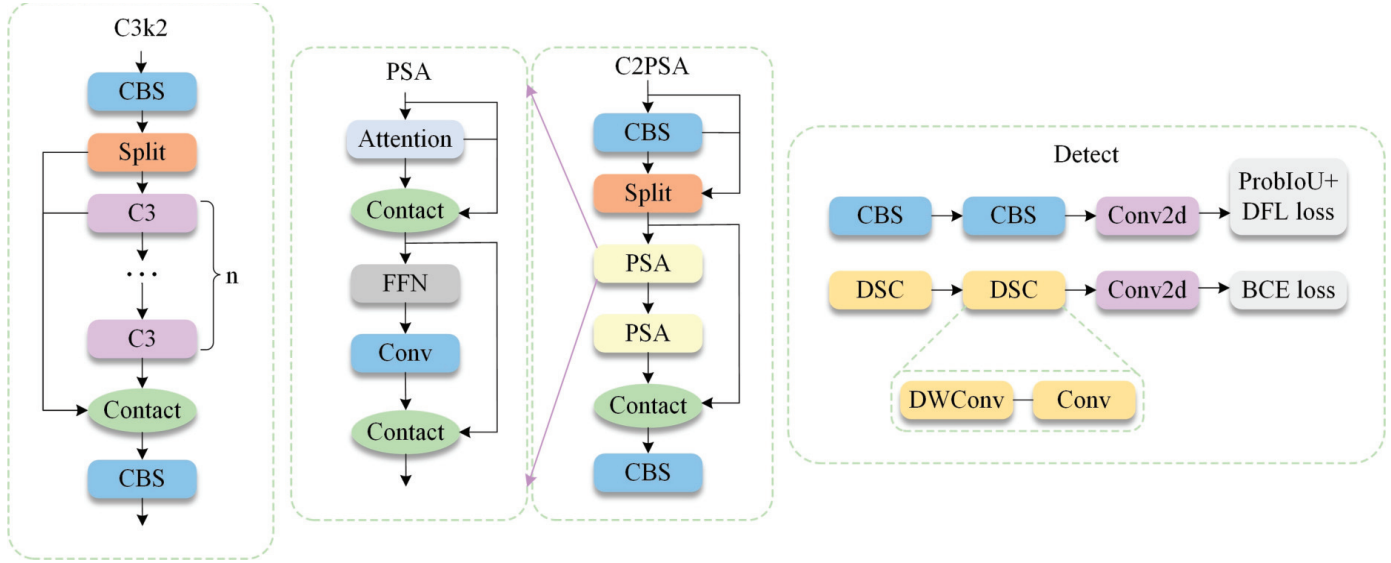 C3k2
CBS
Split
C3
...
n
C3
Contact
CBS
PSA
Attention
Contact
FFN
Conv
Contact
C2PSA
CBS
Split
PSA
PSA
Contact
CBS
Detect
CBS
CBS
Conv2d
ProbIoU+
DFL loss
DSC
DSC
Conv2d
BCE loss
DWConv
Conv